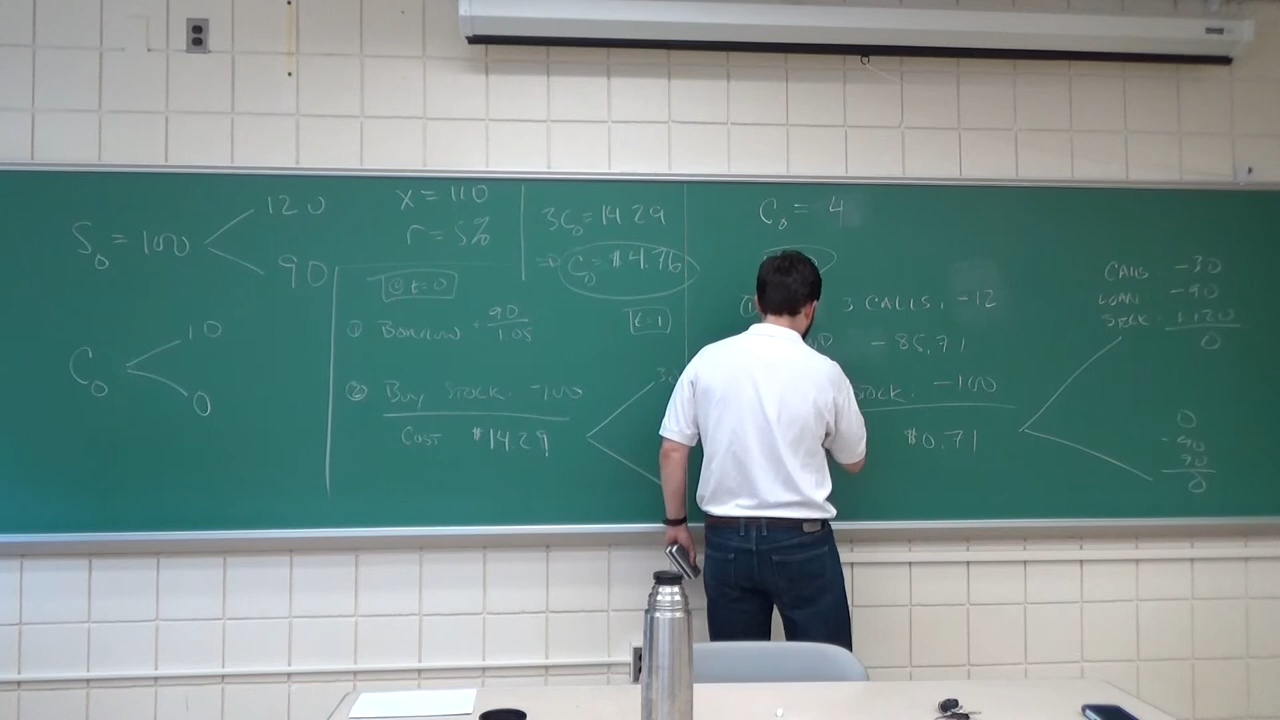 S₀ = 100
120
90
C₀
10
0
X = 110
r = 5%
@ t=0
① Borrow 90/1.05
② Buy Stock -100
Cost $14.29
3C₀ = 14.29
⇒ C₀ = $4.76
t=1
30
C₀ = 4
①
3 CALLS, -12
-85.71
-100
$0.71
CALLS -30
LOAN -90
STOCK +120
0
0
-90
90
0